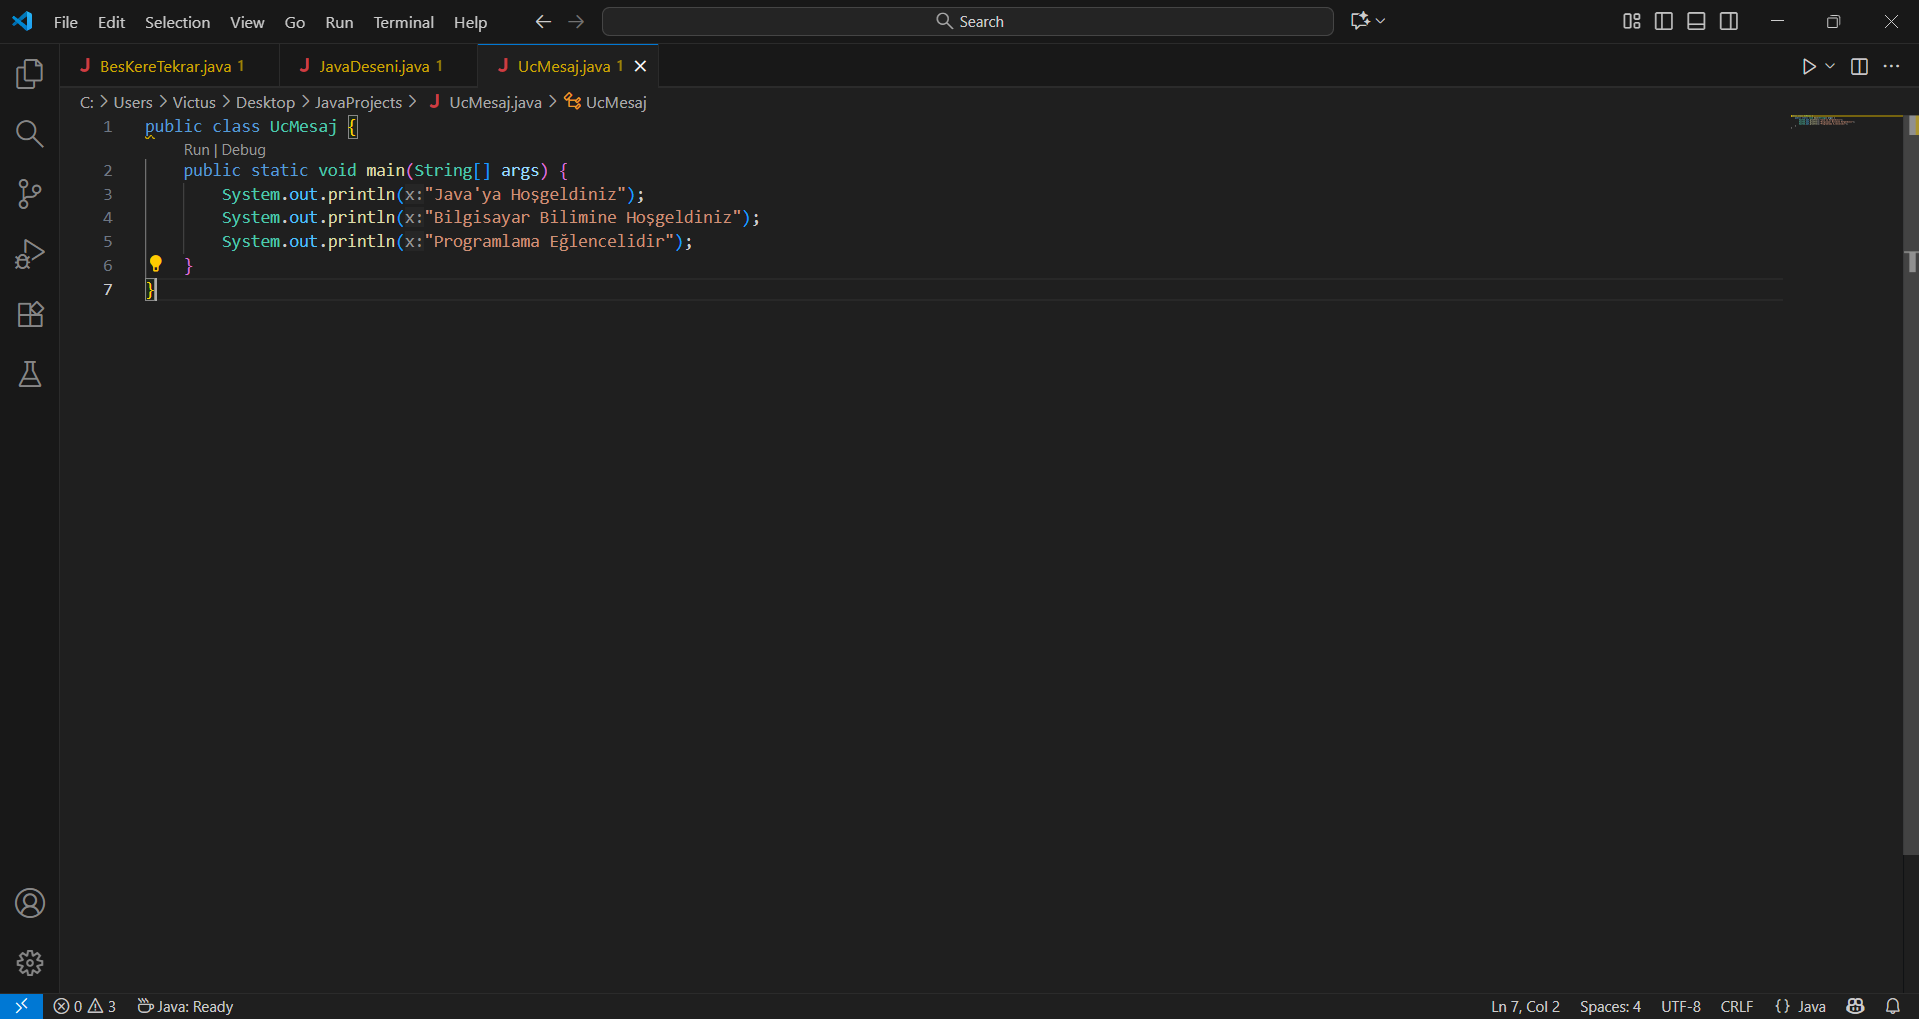 File Edit Selection View Go Run Terminal Help Search
BesKereTekrar.java 1 JavaDeseni.java 1 UcMesaj.java 1
C: > Users > Victus > Desktop > JavaProjects > UcMesaj.java > UcMesaj
1 public class UcMesaj {
Run | Debug
2 public static void main(String[] args) {
3 System.out.println(x:"Java'ya Hoşgeldiniz");
4 System.out.println(x:"Bilgisayar Bilimine Hoşgeldiniz");
5 System.out.println(x:"Programlama Eğlencelidir");
6 }
7 }
0 3 Java: Ready Ln 7, Col 2 Spaces: 4 UTF-8 CRLF {} Java